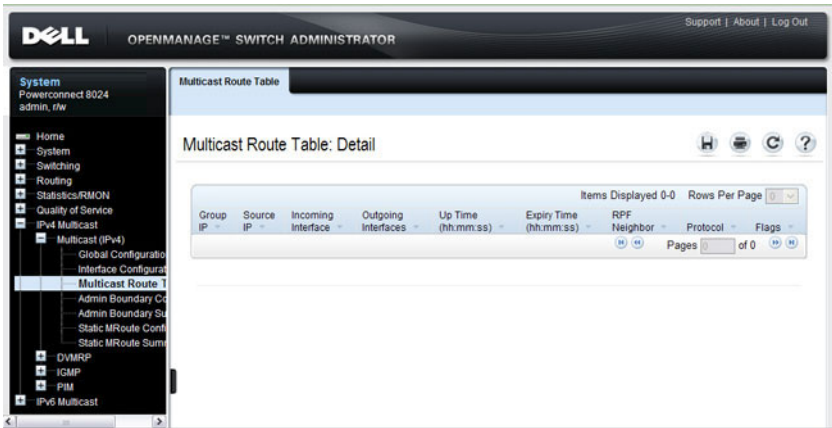 Support | About | Log Out
DELL OPENMANAGE™ SWITCH ADMINISTRATOR
System
Powerconnect 8024
admin, r/w
Multicast Route Table
Home
System
Switching
Routing
Statistics/RMON
Quality of Service
IPv4 Multicast
Multicast (IPv4)
Global Configuratio
Interface Configurat
Multicast Route T
Admin Boundary Co
Admin Boundary Su
Static MRoute Confi
Static MRoute Summ
DVMRP
IGMP
PIM
IPv6 Multicast
Multicast Route Table: Detail
Items Displayed 0-0 Rows Per Page 0
Group IP Source IP Incoming Interface Outgoing Interfaces Up Time (hh:mm:ss) Expiry Time (hh:mm:ss) RPF Neighbor Protocol Flags
Pages 0 of 0